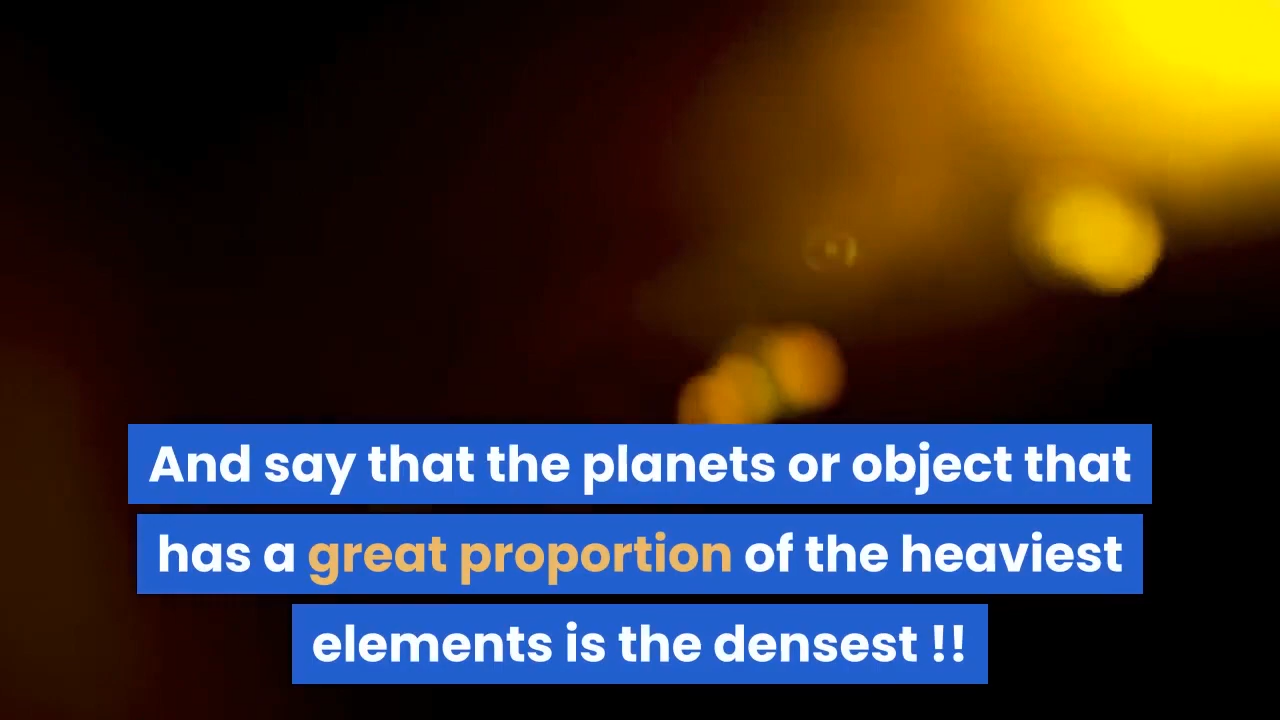 And say that the planets or object that
has a great proportion of the heaviest
elements is the densest !!